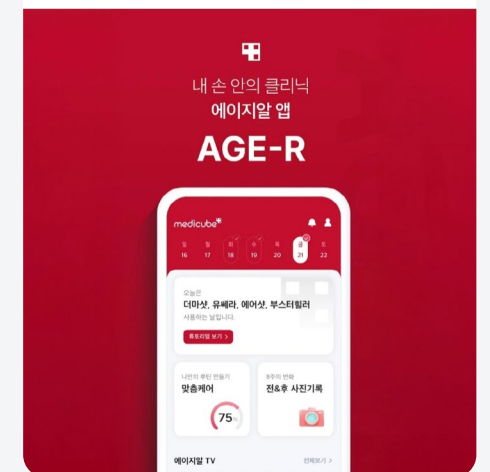 내 손 안의 클리닉
에이지알 앱
AGE-R
medicube
일 월 화 수 목 금 토
16 17 18 19 20 21 22
오늘은
더마샷, 유쎄라, 에어샷, 부스터힐러
사용하는 날입니다.
튜토리얼 보기 >
나만의 루틴 만들기
맞춤케어
75%
8주의 변화
전&후 사진기록
에이지알 TV
전체보기 >